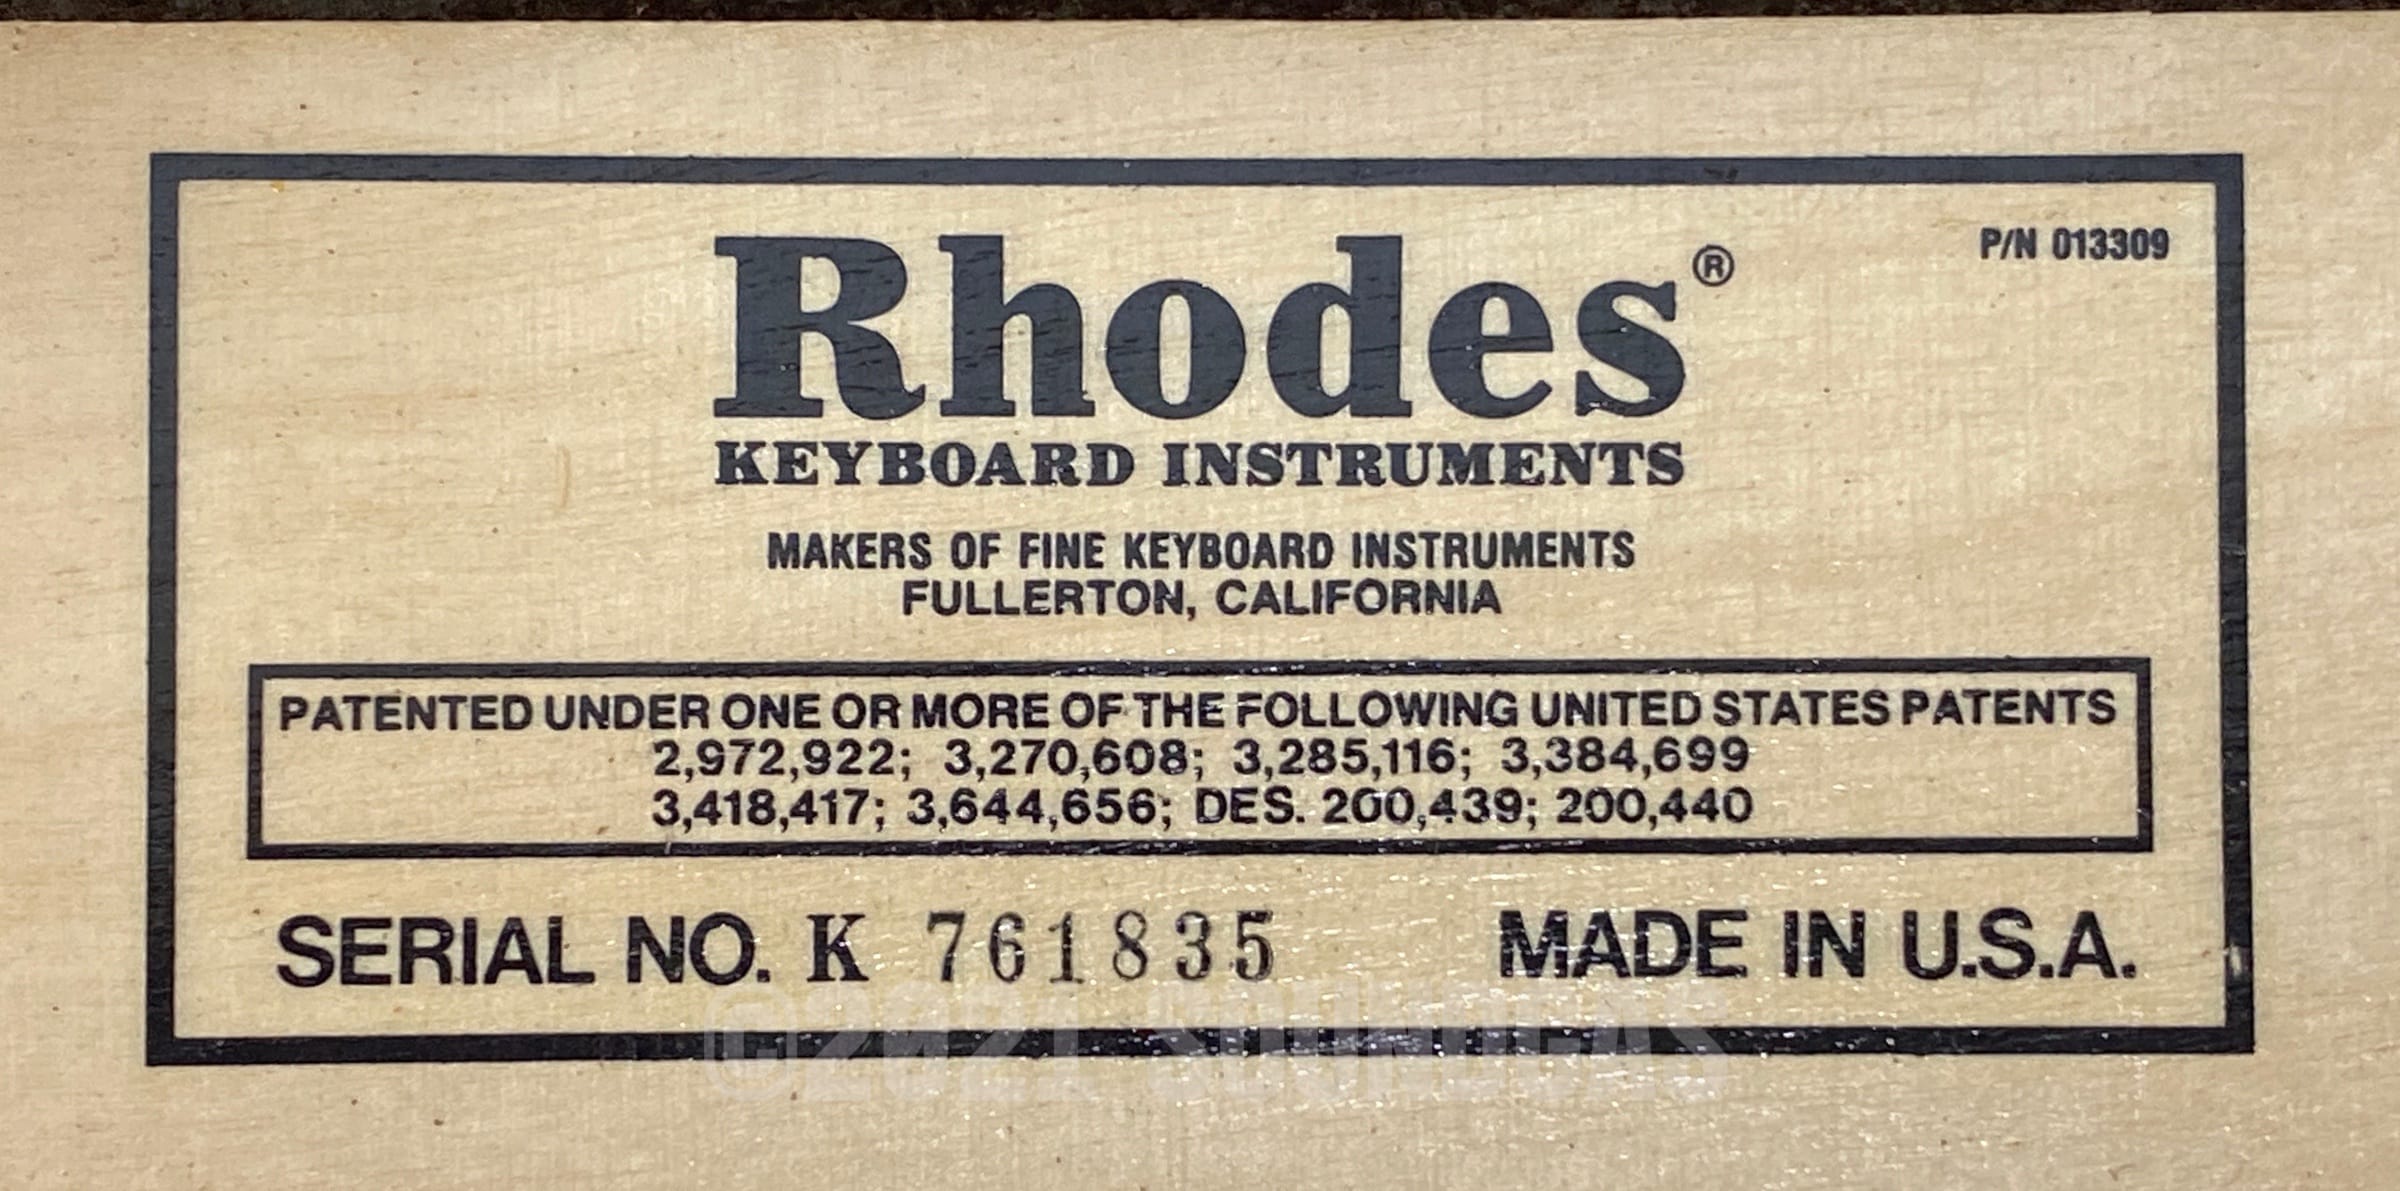 Rhodes®
P/N 013309
KEYBOARD INSTRUMENTS
MAKERS OF FINE KEYBOARD INSTRUMENTS
FULLERTON, CALIFORNIA
PATENTED UNDER ONE OR MORE OF THE FOLLOWING UNITED STATES PATENTS
2,972,922; 3,270,608; 3,285,116; 3,384,699
3,418,417; 3,644,656; DES. 200,439; 200,440
SERIAL NO. K 761835 MADE IN U.S.A.
©2021 SOUNDGAS